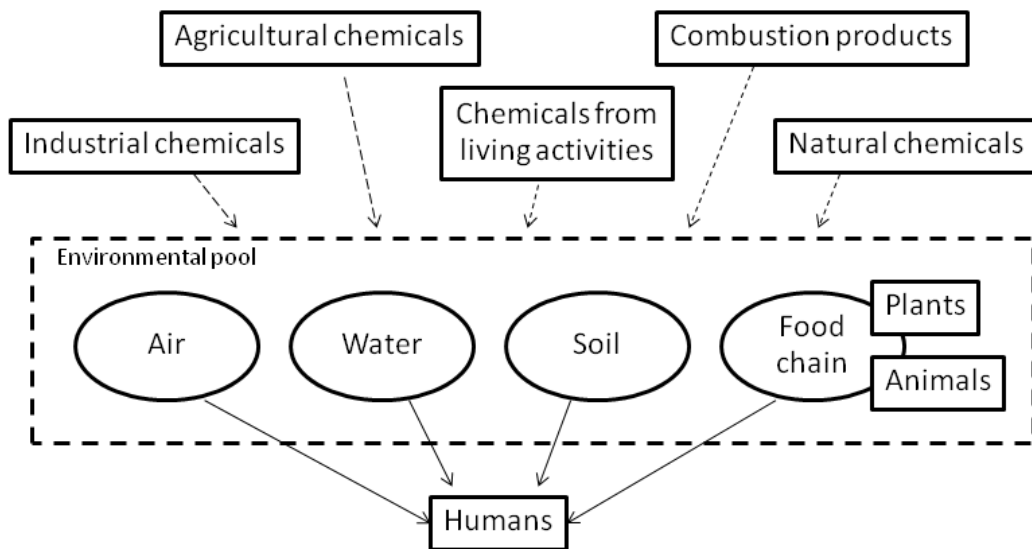 Agricultural chemicals
Combustion products
Industrial chemicals
Chemicals from
living activities
Natural chemicals
Environmental pool
Air
Water
Soil
Food
chain
Plants
Animals
Humans